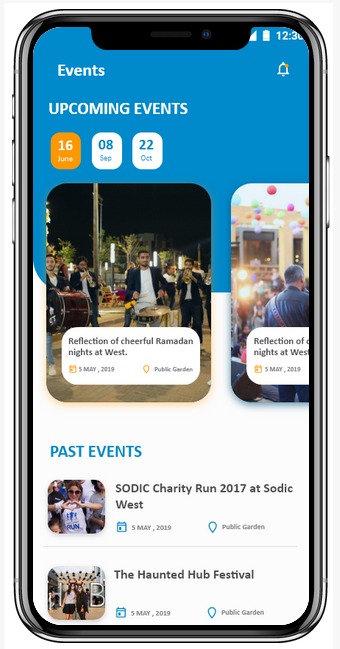 12:30
Events
UPCOMING EVENTS
16 08 22
June Sep Oct
Reflection of cheerful Ramadan
nights at West.
5 MAY , 2019 Public Garden
Reflection of
nights at West.
5 MAY , 2019
PAST EVENTS
SODIC Charity Run 2017 at Sodic
West
5 MAY , 2019 Public Garden
RUN
The Haunted Hub Festival
5 MAY , 2019 Public Garden